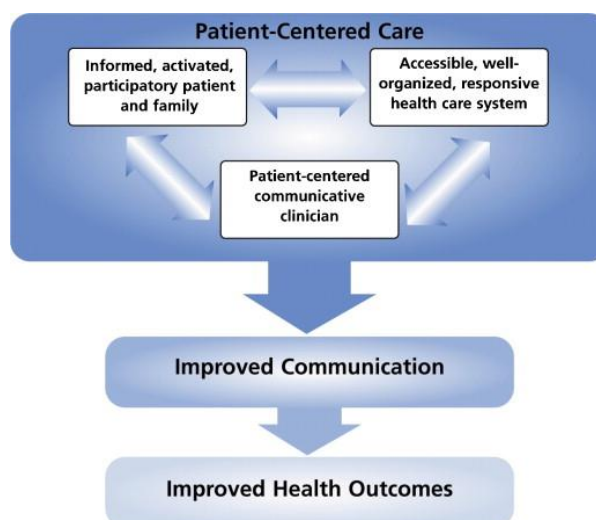 Patient-Centered Care
Informed, activated,
participatory patient
and family
Accessible, well-
organized, responsive
health care system
Patient-centered
communicative
clinician
Improved Communication
Improved Health Outcomes